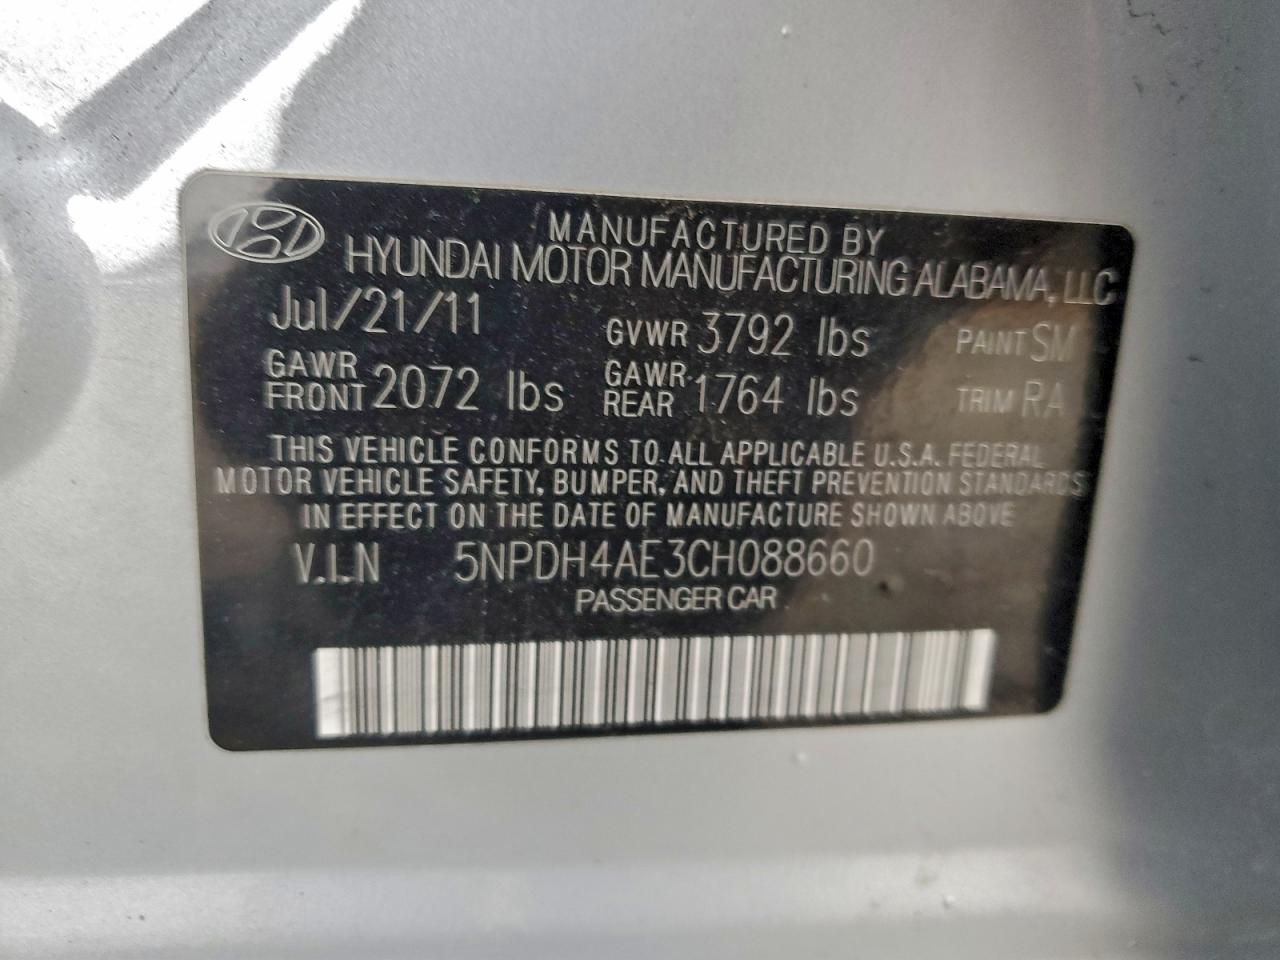 MANUFACTURED BY
HYUNDAI MOTOR MANUFACTURING ALABAMA, LLC
Jul/21/11 GVWR 3792 lbs PAINT SM
GAWR FRONT 2072 lbs GAWR REAR 1764 lbs TRIM RA
THIS VEHICLE CONFORMS TO ALL APPLICABLE U.S.A. FEDERAL
MOTOR VEHICLE SAFETY, BUMPER, AND THEFT PREVENTION STANDARDS
IN EFFECT ON THE DATE OF MANUFACTURE SHOWN ABOVE
V.I.N 5NPDH4AE3CH088660
PASSENGER CAR